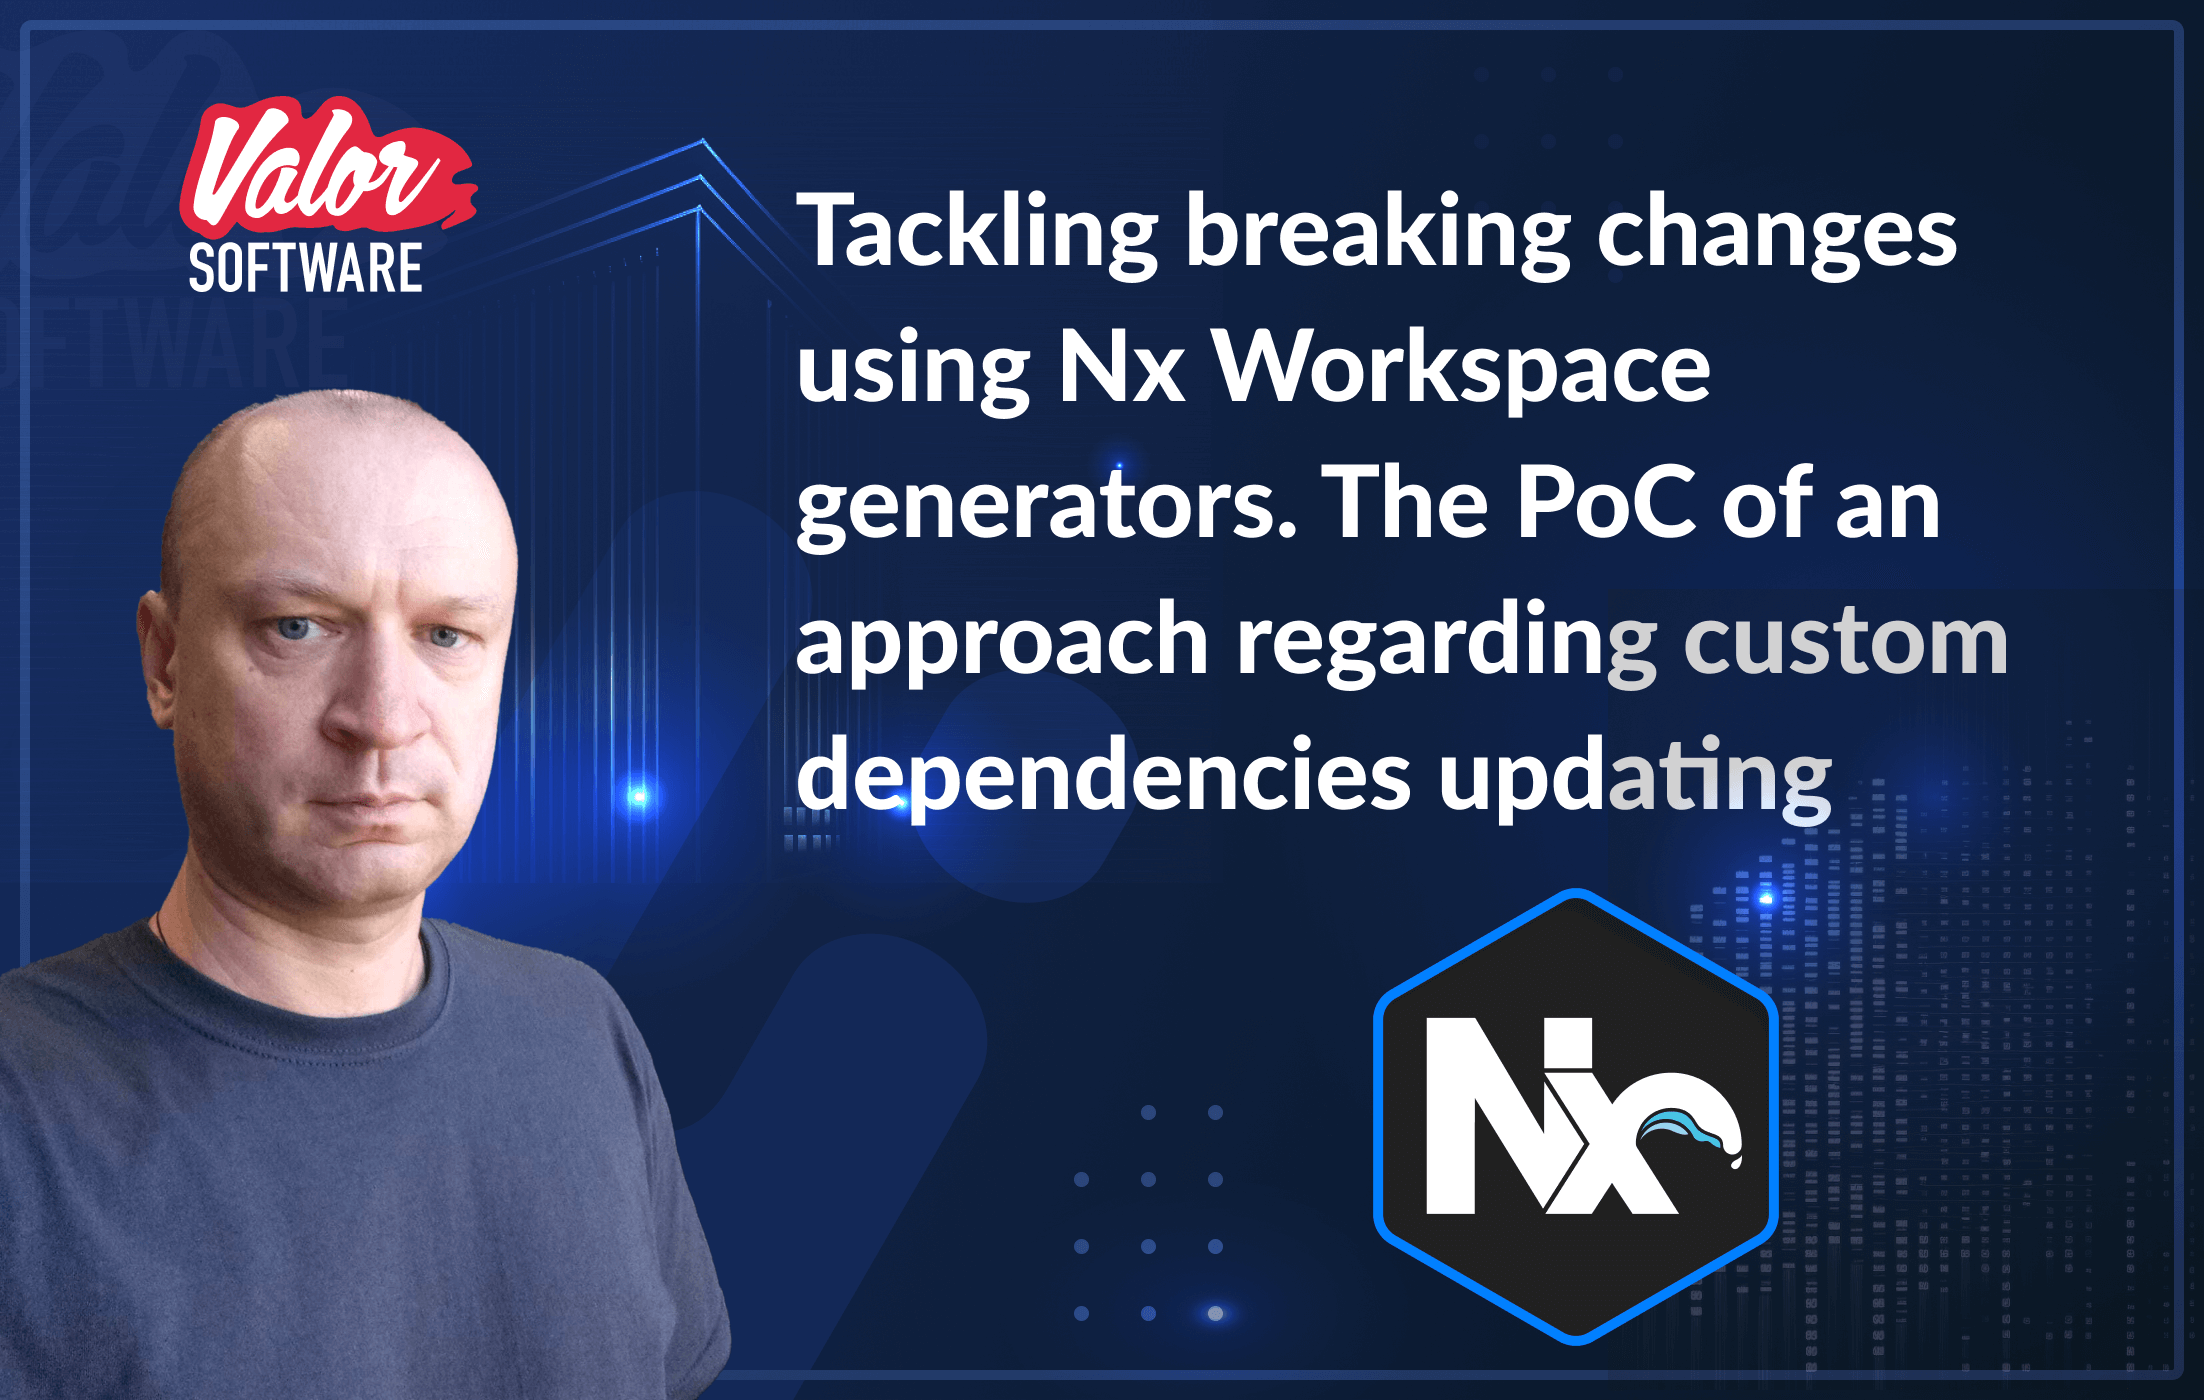 Valor
SOFTWARE
Tackling breaking changes
using Nx Workspace
generators. The PoC of an
approach regarding custom
dependencies updating
Nx